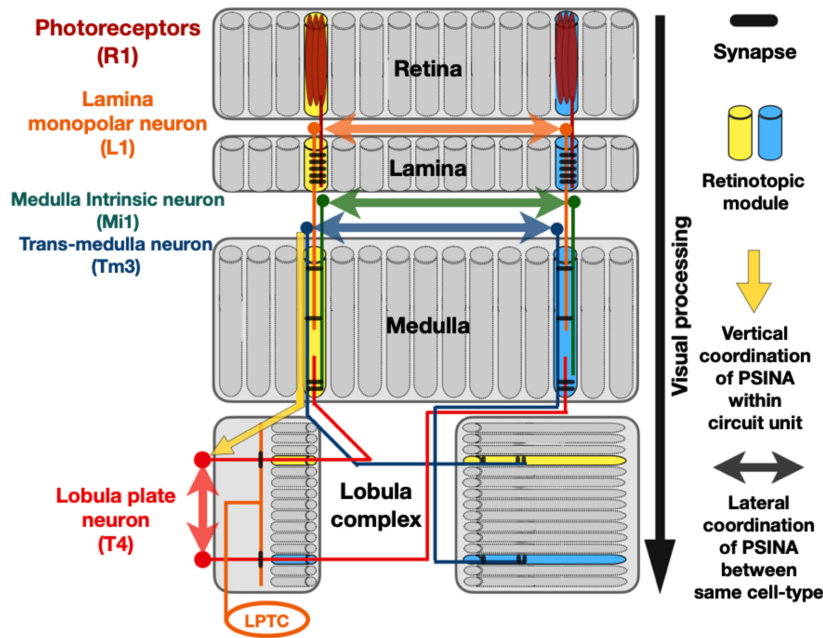 Photoreceptors
(R1)
Lamina
monopolar neuron
(L1)
Medulla Intrinsic neuron
(Mi1)
Trans-medulla neuron
(Tm3)
Lobula plate
neuron
(T4)
Retina
Lamina
Medulla
Lobula
complex
LPTC
Visual processing
Synapse
Retinotopic
module
Vertical
coordination
of PSINA
within
circuit unit
Lateral
coordination
of PSINA
between
same cell-type